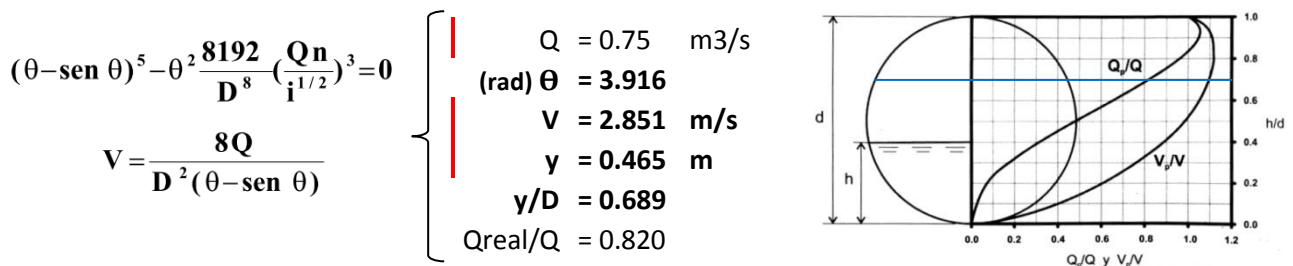 (θ−sen θ)⁵−θ² 8192/D⁸ (Q n/i^1/2)³=0
V = 8Q/D²(θ−sen θ)
Q = 0.75 m3/s
(rad) θ = 3.916
V = 2.851 m/s
y = 0.465 m
y/D = 0.689
Qreal/Q = 0.820
d
h
Qp/Q
Vp/V
1.0
0.8
0.6
0.4
0.2
0.0
h/d
0.0 0.2 0.4 0.6 0.8 1.0 1.2
Qp/Q y Vp/V